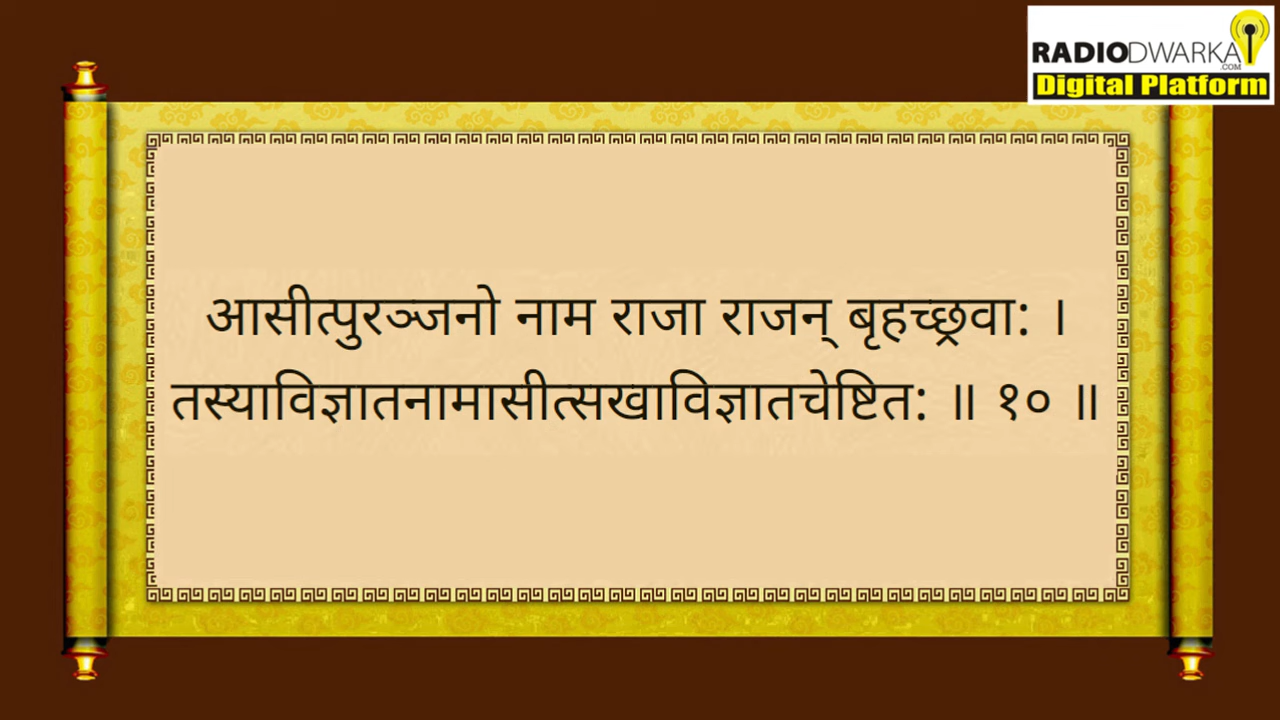 RADIODWARKA
.COM
Digital Platform
आसीत्पुरञ्जनो नाम राजा राजन् बृहच्छ्रवा: ।
तस्याविज्ञातनामासीत्सखाविज्ञातचेष्टित: ॥ १० ॥